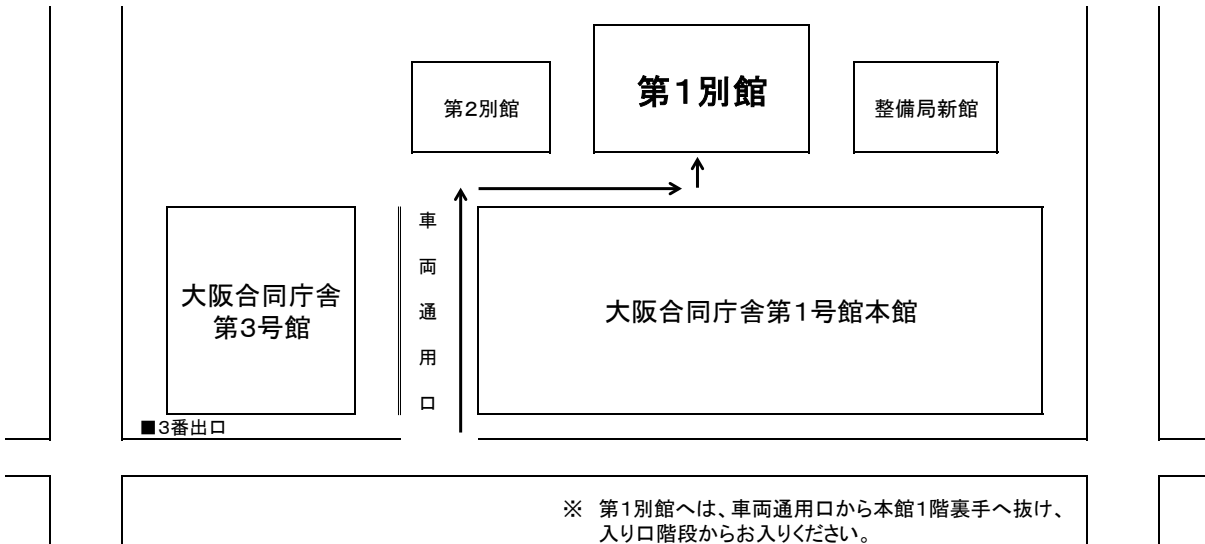 第2別館
第1別館
整備局新館
車両通用口
大阪合同庁舎
第3号館
大阪合同庁舎第1号館本館
■3番出口
※ 第1別館へは、車両通用口から本館1階裏手へ抜け、
入り口階段からお入りください。